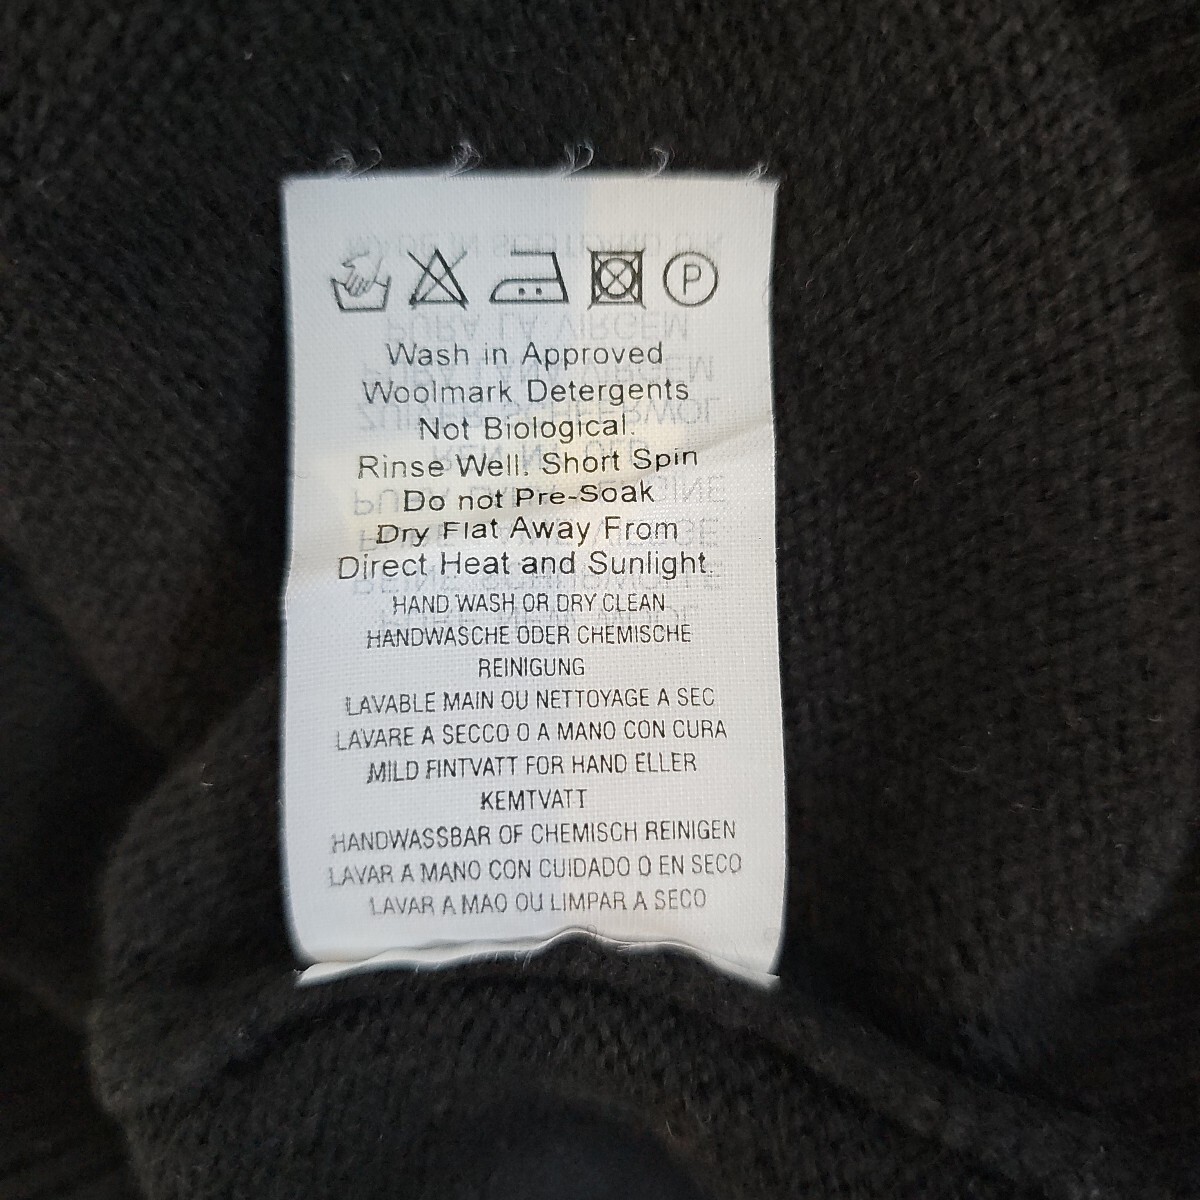 P
Wash in Approved
Woolmark Detergents
Not Biological.
Rinse Well. Short Spin
Do not Pre-Soak
Dry Flat Away From
Direct Heat and Sunlight.
HAND WASH OR DRY CLEAN
HANDWASCHE ODER CHEMISCHE
REINIGUNG
LAVABLE MAIN OU NETTOYAGE A SEC
LAVARE A SECCO O A MANO CON CURA
MILD FINTVATT FOR HAND ELLER
KEMTVATT
HANDWASSBAR OF CHEMISCH REINIGEN
LAVAR A MANO CON CUIDADO O EN SECO
LAVAR A MAO OU LIMPAR A SECO